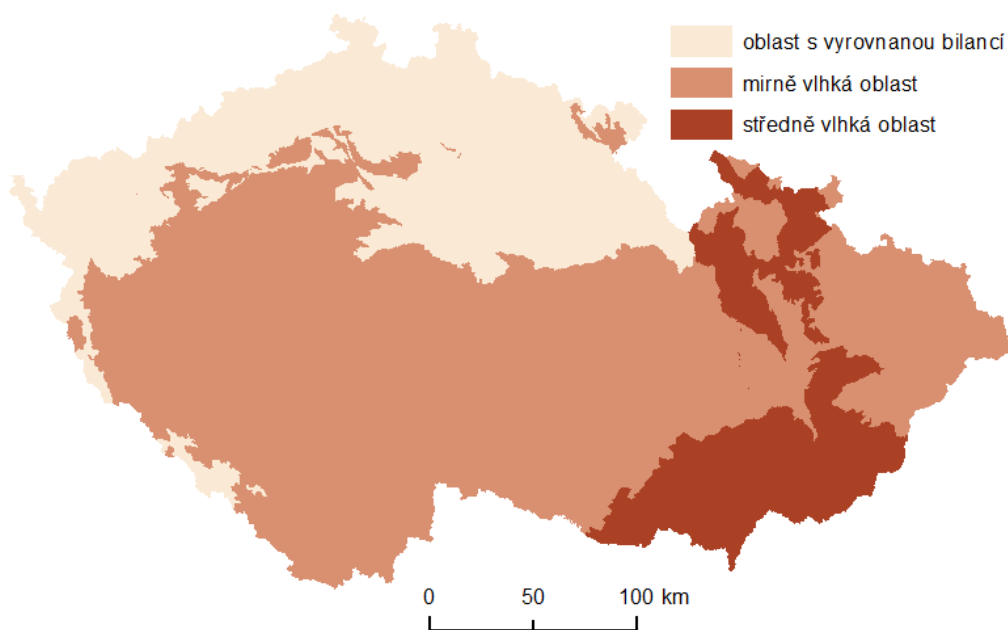 oblast s vyrovnanou bilancí
mirně vlhká oblast
středně vlhká oblast
0 50 100 km